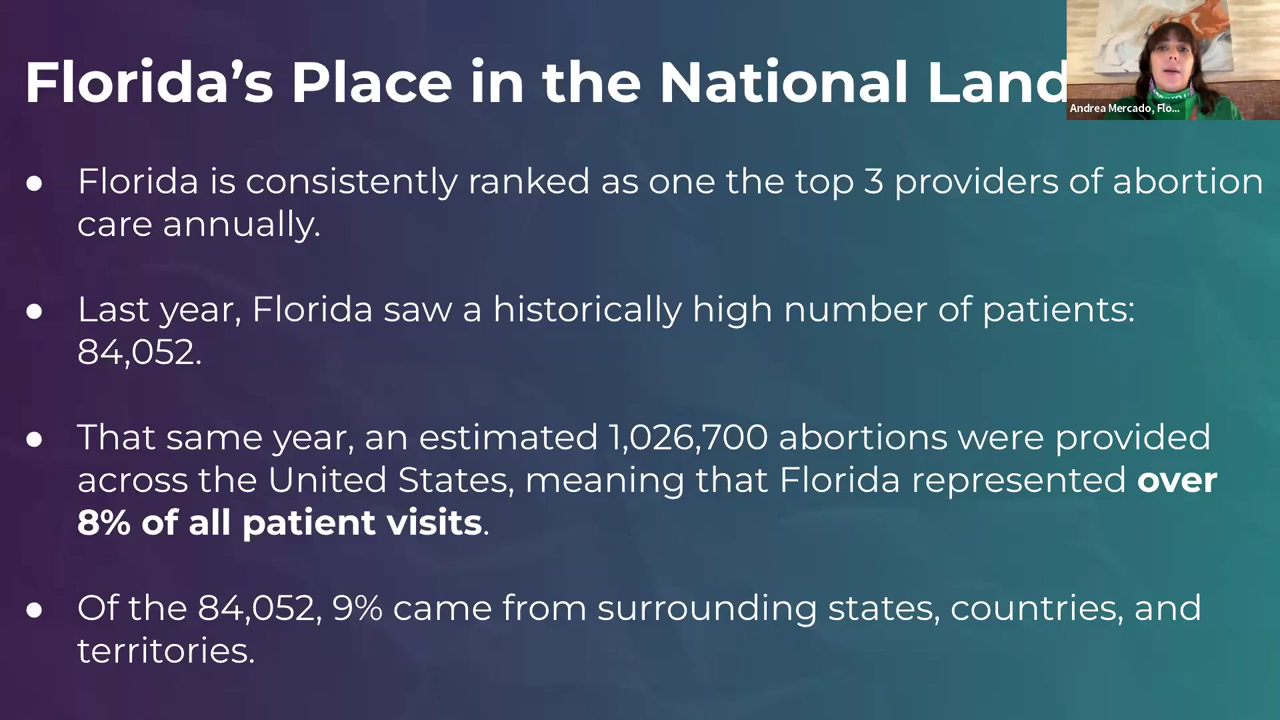 Florida's Place in the National Land
Andrea Mercado, Flo...
● Florida is consistently ranked as one the top 3 providers of abortion
care annually.
● Last year, Florida saw a historically high number of patients:
84,052.
● That same year, an estimated 1,026,700 abortions were provided
across the United States, meaning that Florida represented over
8% of all patient visits.
● Of the 84,052, 9% came from surrounding states, countries, and
territories.